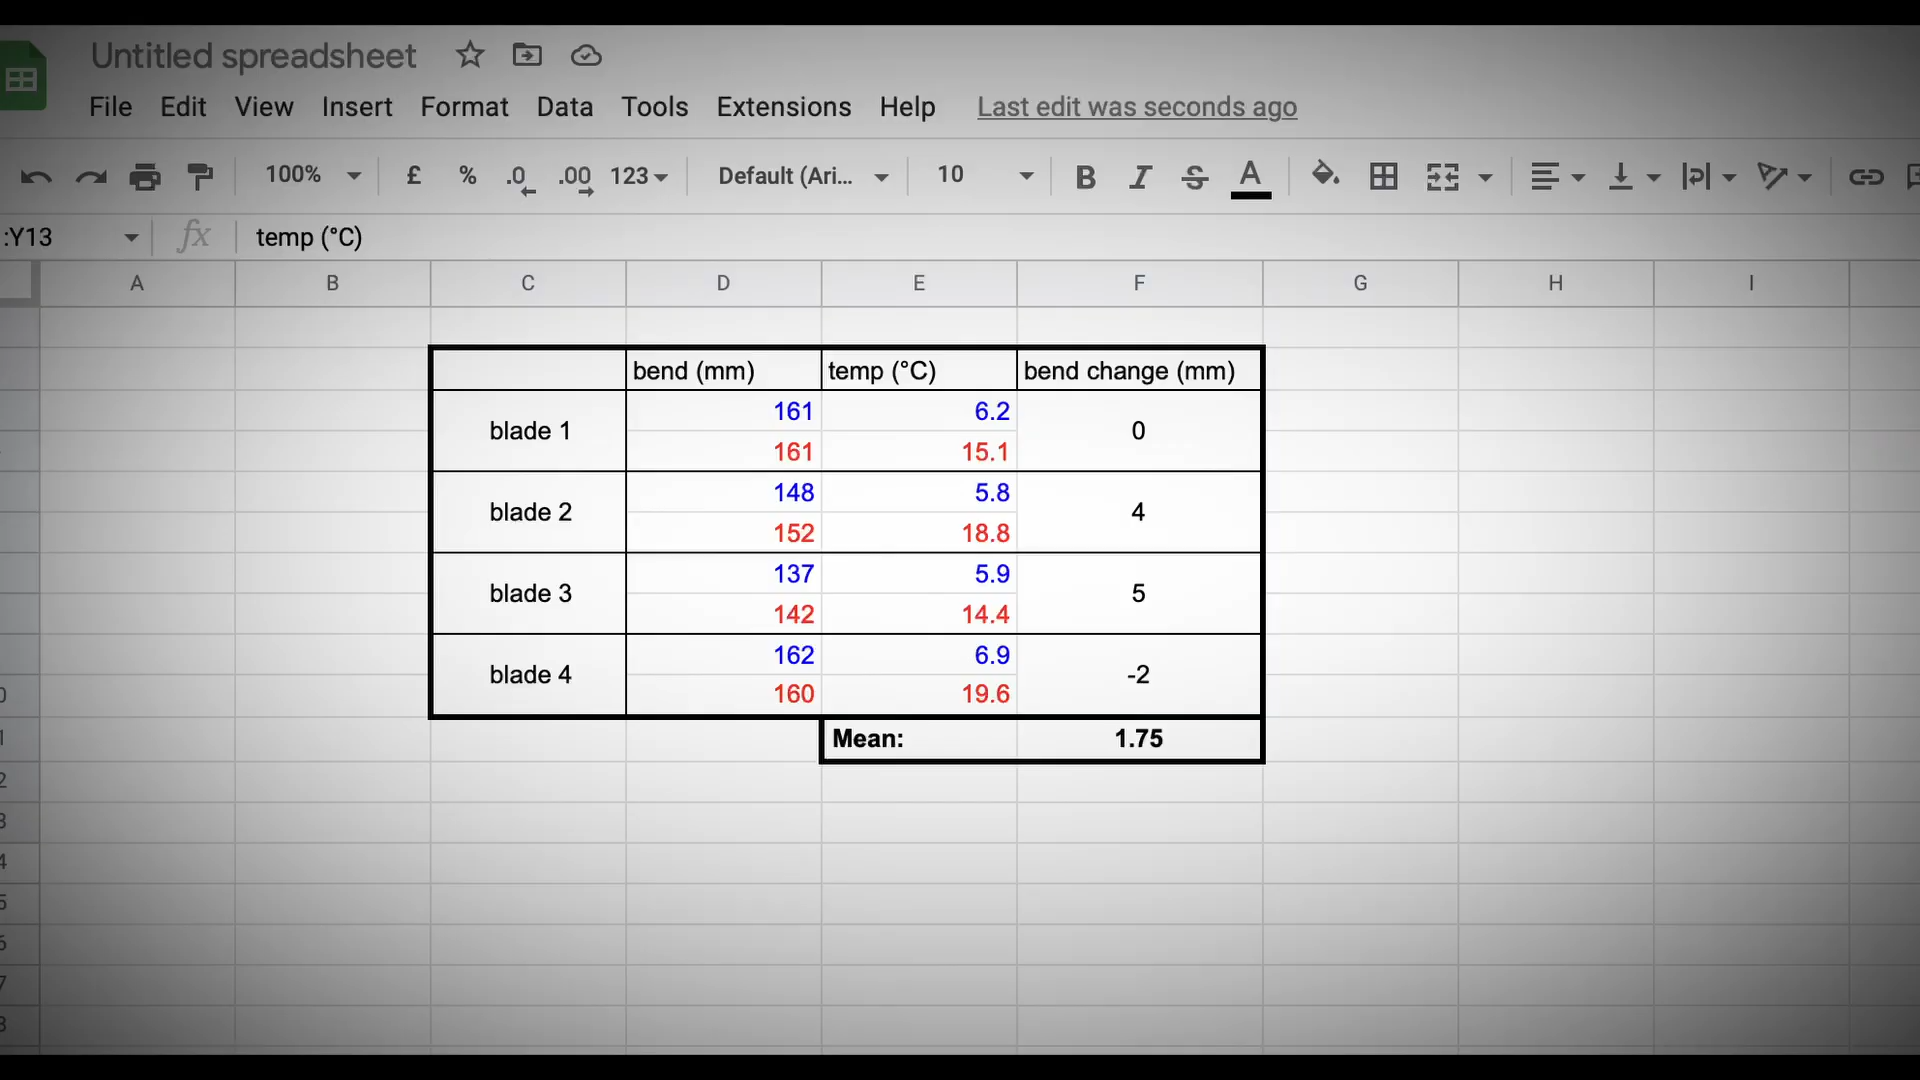 Untitled spreadsheet
File Edit View Insert Format Data Tools Extensions Help Last edit was seconds ago
100% £ % .0 .00 123 Default (Ari... 10 B I S A
:Y13 fx temp (°C)
A B C D E F G H I
bend (mm) temp (°C) bend change (mm)
blade 1 161 6.2 0
161 15.1
blade 2 148 5.8 4
152 18.8
blade 3 137 5.9 5
142 14.4
blade 4 162 6.9 -2
160 19.6
Mean: 1.75